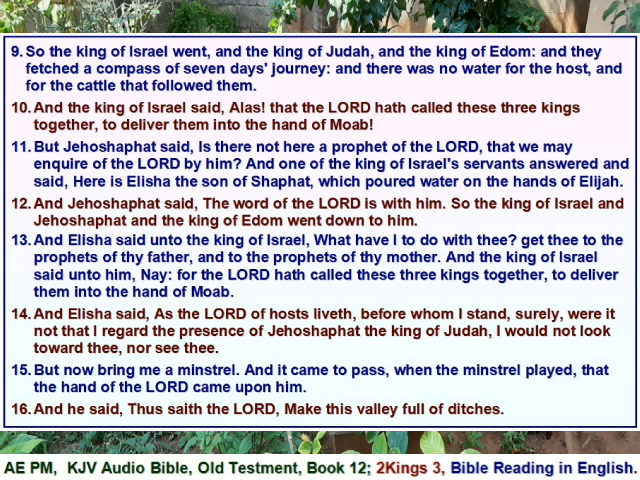 9. So the king of Israel went, and the king of Judah, and the king of Edom: and they
fetched a compass of seven days' journey: and there was no water for the host, and
for the cattle that followed them.
10. And the king of Israel said, Alas! that the LORD hath called these three kings
together, to deliver them into the hand of Moab!
11. But Jehoshaphat said, Is there not here a prophet of the LORD, that we may
enquire of the LORD by him? And one of the king of Israel's servants answered and
said, Here is Elisha the son of Shaphat, which poured water on the hands of Elijah.
12. And Jehoshaphat said, The word of the LORD is with him. So the king of Israel and
Jehoshaphat and the king of Edom went down to him.
13. And Elisha said unto the king of Israel, What have I to do with thee? get thee to the
prophets of thy father, and to the prophets of thy mother. And the king of Israel
said unto him, Nay: for the LORD hath called these three kings together, to deliver
them into the hand of Moab.
14. And Elisha said, As the LORD of hosts liveth, before whom I stand, surely, were it
not that I regard the presence of Jehoshaphat the king of Judah, I would not look
toward thee, nor see thee.
15. But now bring me a minstrel. And it came to pass, when the minstrel played, that
the hand of the LORD came upon him.
16. And he said, Thus saith the LORD, Make this valley full of ditches.
AE PM, KJV Audio Bible, Old Testment, Book 12; 2Kings 3, Bible Reading in English.